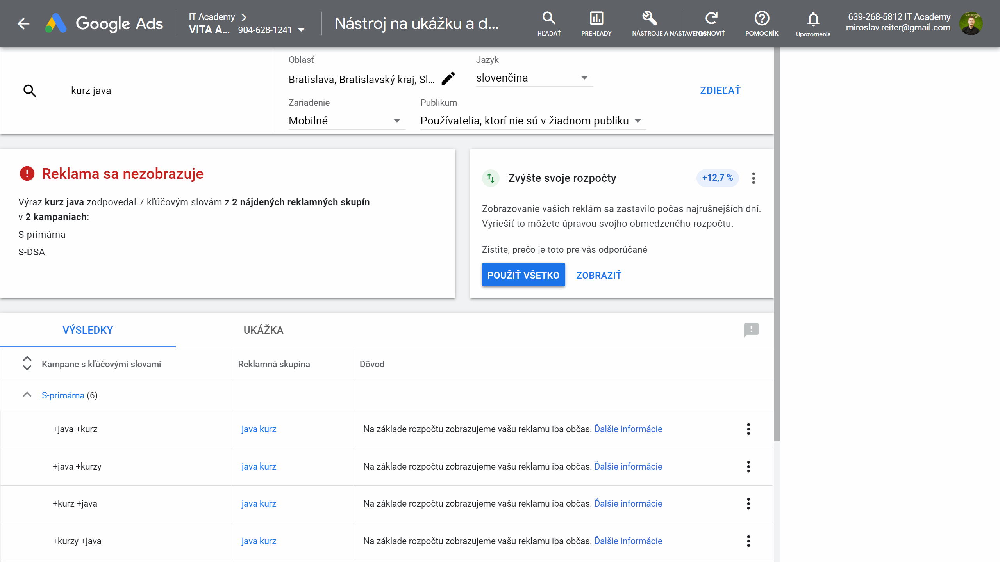 Google Ads
IT Academy
VITA A... 904-628-1241
Nástroj na ukážku a d...
HĽADAŤ
PREHĽADY
NÁSTROJE A NASTAVENIA
OBNOVIŤ
POMOCNÍK
Upozornenia
639-268-5812 IT Academy
miroslav.reiter@gmail.com
Google
kurz java
Oblasť
Bratislava, Bratislavský kraj, Sl...
Jazyk
slovenčina
Zariadenie
Mobilné
Publikum
Používatelia, ktorí nie sú v žiadnom publiku
ZDIEĽAŤ
Reklama sa nezobrazuje
Výraz kurz java zodpovedal 7 kľúčovým slovám z 2 nájdených reklamných skupín
v 2 kampaniach:
S-primárna
S-DSA
Zvýšte svoje rozpočty
+12,7 %
Zobrazovanie vašich reklám sa zastavilo počas najrušnejších dní.
Vyriešiť to môžete úpravou svojho obmedzeného rozpočtu.
Zistite, prečo je toto pre vás odporúčané
POUŽIŤ VŠETKO
ZOBRAZIŤ
VÝSLEDKY
UKÁŽKA
Kampane s kľúčovými slovami
Reklamná skupina
Dôvod
S-primárna (6)
+java +kurz
java kurz
Na základe rozpočtu zobrazujeme vašu reklamu iba občas. Ďalšie informácie
+java +kurzy
java kurz
Na základe rozpočtu zobrazujeme vašu reklamu iba občas. Ďalšie informácie
+kurz +java
java kurz
Na základe rozpočtu zobrazujeme vašu reklamu iba občas. Ďalšie informácie
+kurzy +java
java kurz
Na základe rozpočtu zobrazujeme vašu reklamu iba občas. Ďalšie informácie